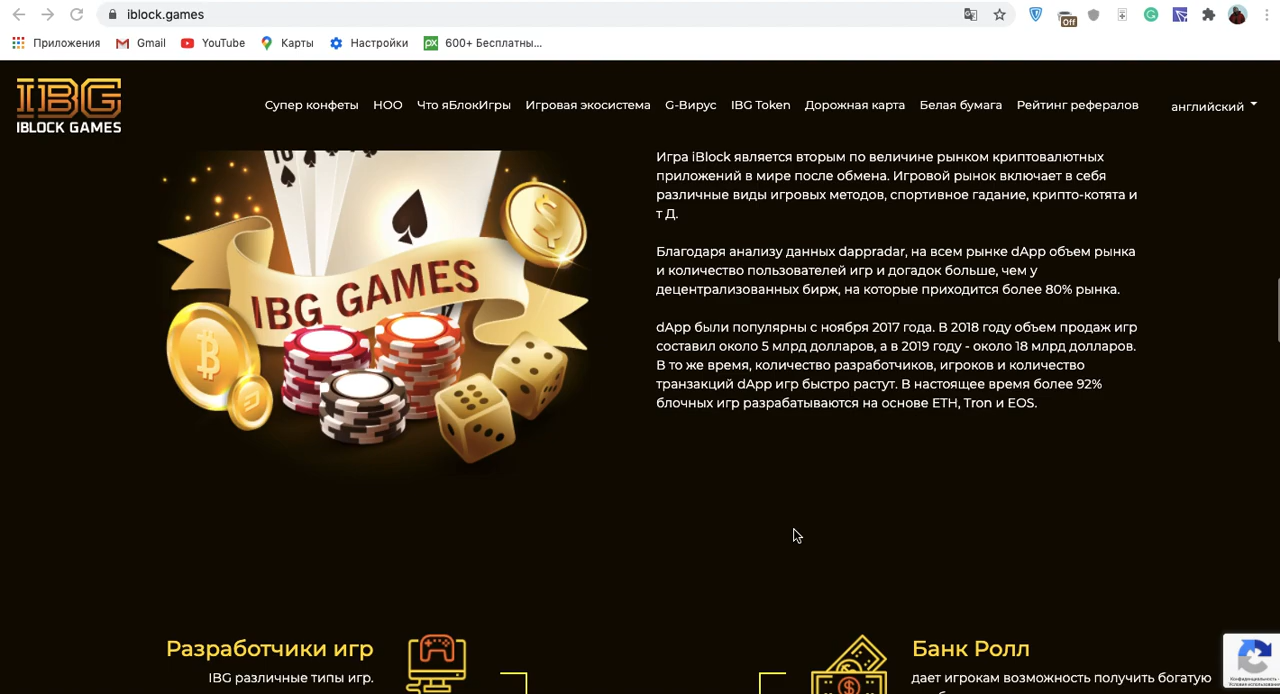 iblock.games
Off
Приложения
Gmail
YouTube
Карты
Настройки
600+ Бесплатны...
IBG
IBLOCK GAMES
Супер конфеты
НОО
Что яБлокИгры
Игровая экосистема
G-Вирус
IBG Token
Дорожная карта
Белая бумага
Рейтинг рефералов
английский
IBG GAMES
Игра iBlock является вторым по величине рынком криптовалютных
приложений в мире после обмена. Игровой рынок включает в себя
различные виды игровых методов, спортивное гадание, крипто-котята и
т Д.
Благодаря анализу данных dappradar, на всем рынке dApp объем рынка
и количество пользователей игр и догадок больше, чем у
децентрализованных бирж, на которые приходится более 80% рынка.
dApp были популярны с ноября 2017 года. В 2018 году объем продаж игр
составил около 5 млрд долларов, а в 2019 году - около 18 млрд долларов.
В то же время, количество разработчиков, игроков и количество
транзакций dApp игр быстро растут. В настоящее время более 92%
блочных игр разрабатываются на основе ETH, Tron и EOS.
Разработчики игр
IBG различные типы игр.
Банк Ролл
дает игрокам возможность получить богатую